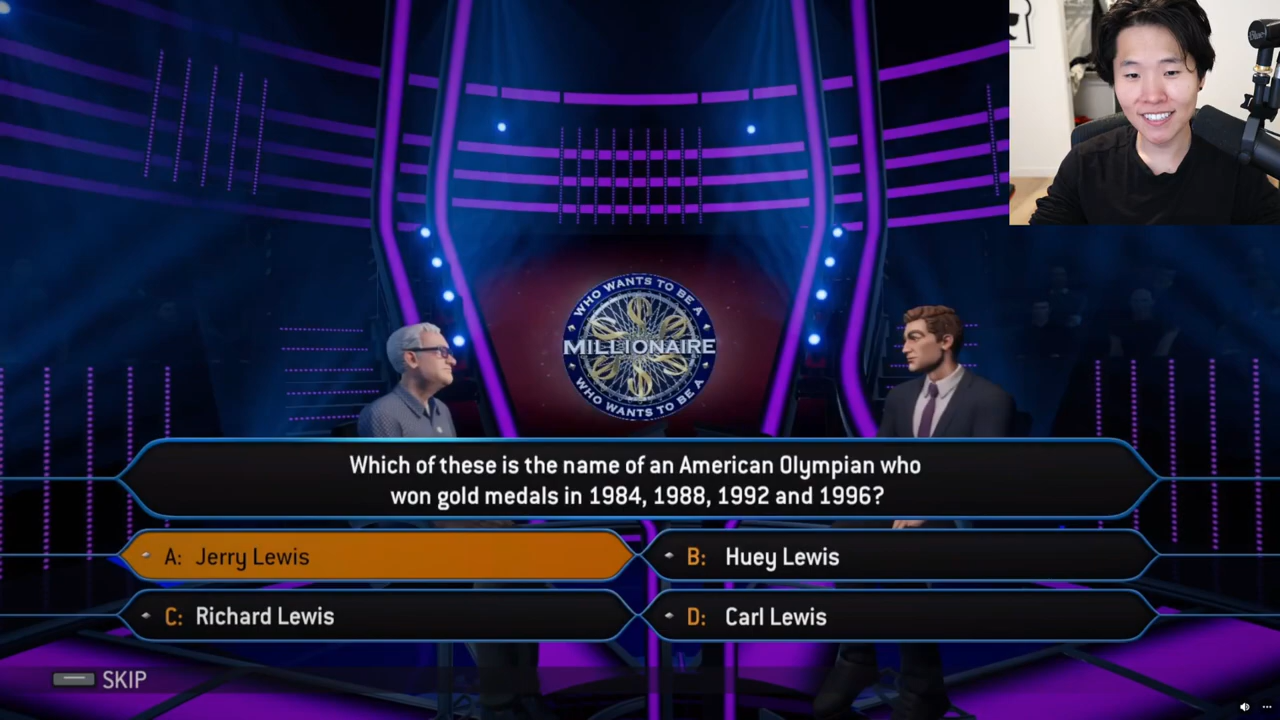 WHO WANTS TO BE A
MILLIONAIRE
WHO WANTS TO BE A
Which of these is the name of an American Olympian who
won gold medals in 1984, 1988, 1992 and 1996?
A: Jerry Lewis
B: Huey Lewis
C: Richard Lewis
D: Carl Lewis
SKIP